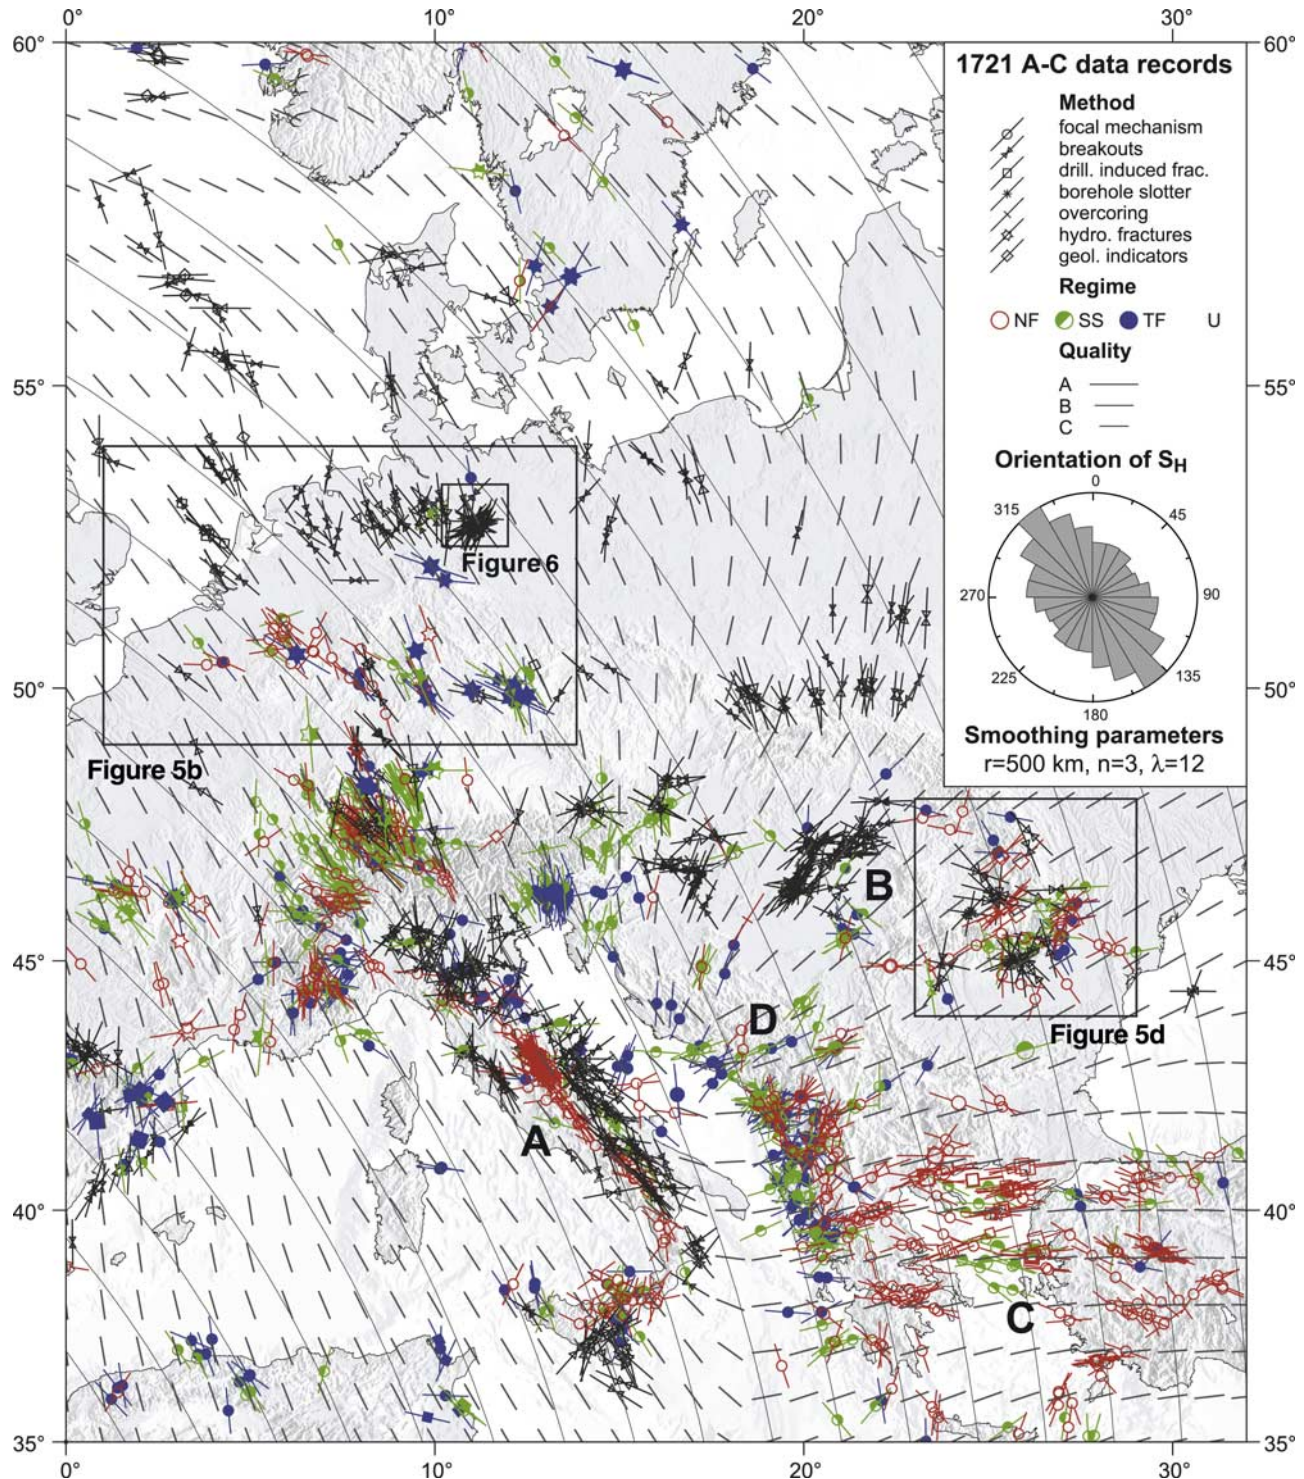 0° 10° 20° 30°
60° 60°
1721 A-C data records
Method
focal mechanism
breakouts
drill. induced frac.
borehole slotter
overcoring
hydro. fractures
geol. indicators
Regime
NF SS TF U
Quality
A
B
C
55° 55°
Orientation of SH
0
315 45
270 90
225 135
180
Smoothing parameters
r=500 km, n=3, λ=12
Figure 6
50° 50°
Figure 5b
B
45° 45°
D
Figure 5d
A
40° 40°
C
35° 35°
0° 10° 20° 30°